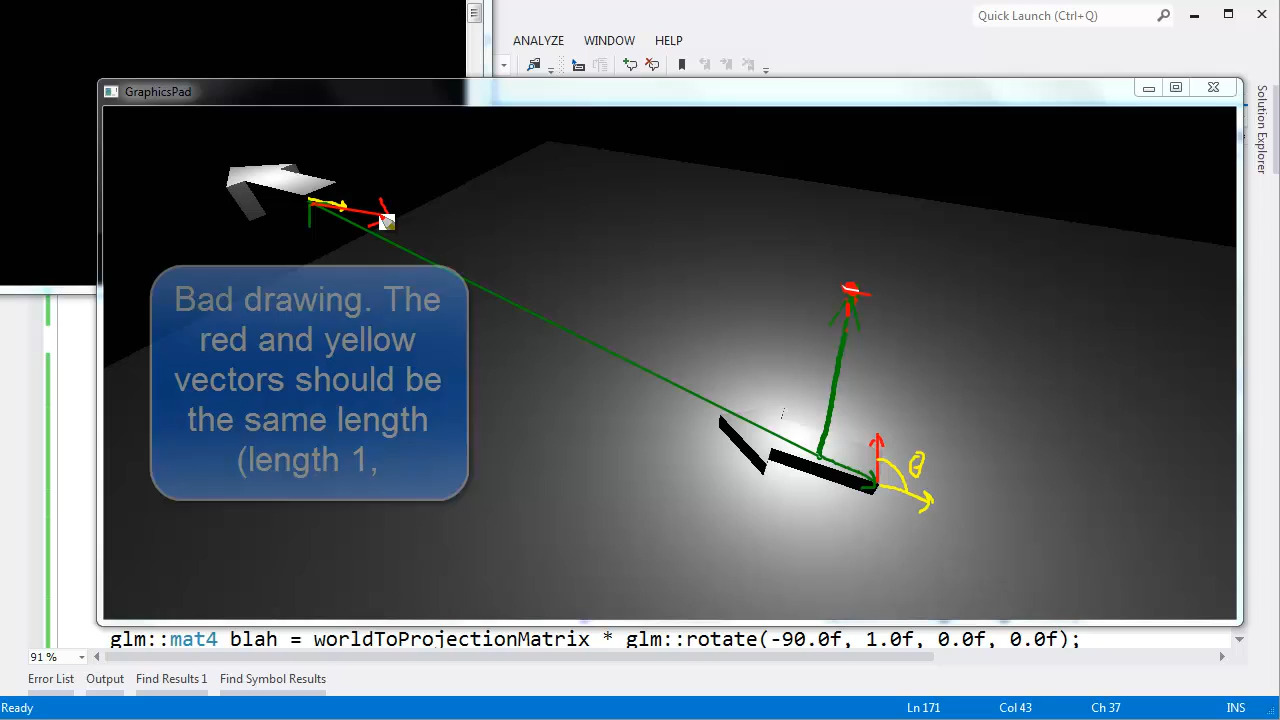 Quick Launch (Ctrl+Q)
ANALYZE WINDOW HELP
GraphicsPad
Solution Explorer
Bad drawing. The
red and yellow
vectors should be
the same length
(length 1,
θ
glm::mat4 blah = worldToProjectionMatrix * glm::rotate(-90.0f, 1.0f, 0.0f, 0.0f);
91 %
Error List Output Find Results 1 Find Symbol Results
Ready Ln 171 Col 43 Ch 37 INS